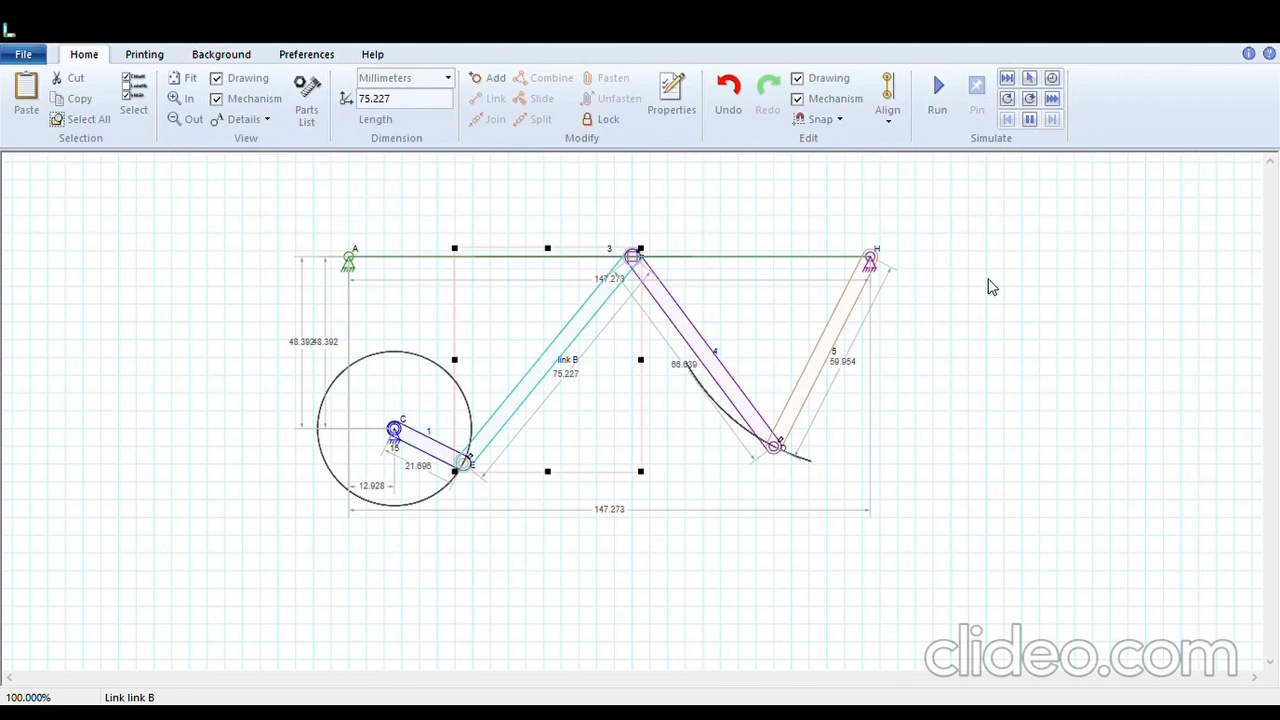 File Home Printing Background Preferences Help
Paste Cut Copy Select All Select Selection
Fit In Out Drawing Mechanism Details Parts List View
Millimeters 75.227 Length Dimension
Add Combine Fasten Link Slide Unfasten Join Split Lock Properties Modify
Undo Redo Drawing Mechanism Snap Align Edit
Run Pin Simulate
A 3 H
147.273
48.392 48.392
link B
75.227
4
66.639
5
59.954
C
1
15
21.696
E
D
12.928
147.273
clideo.com
100.000% Link link B